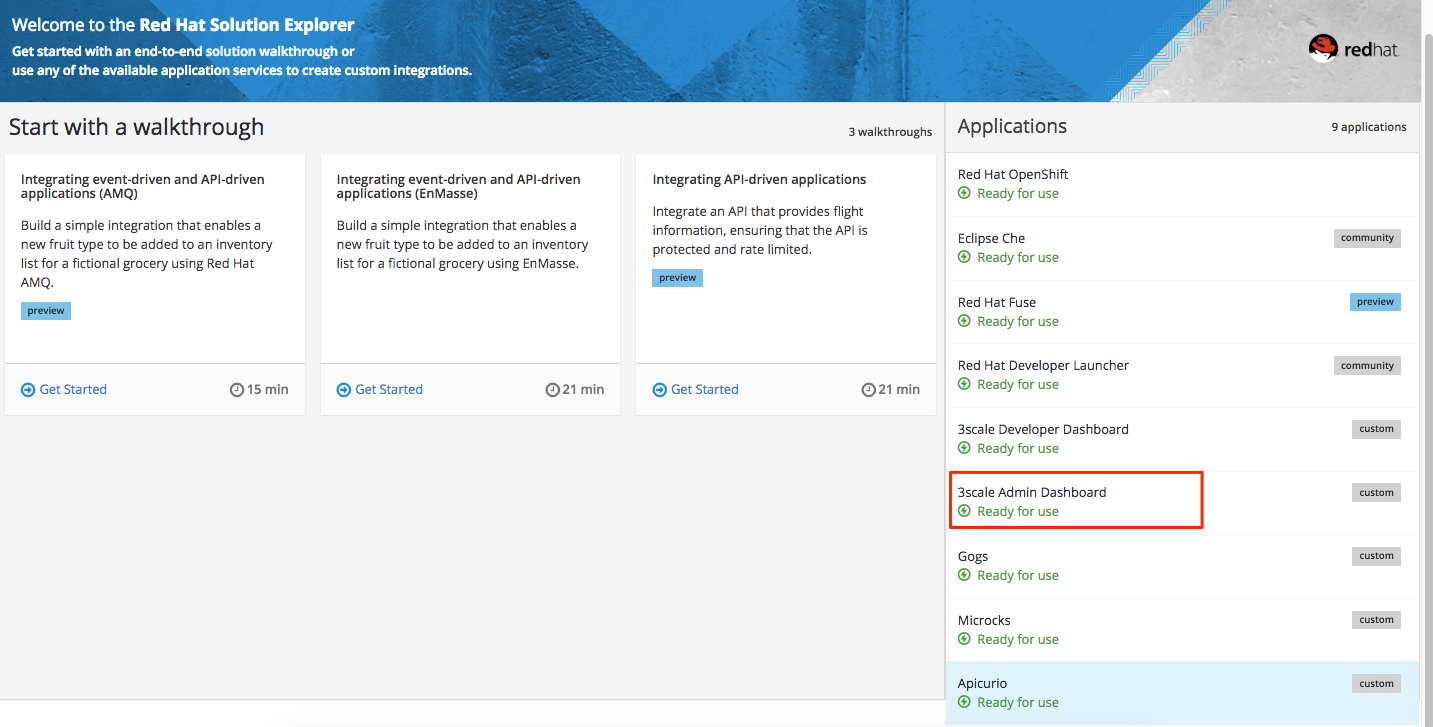 Welcome to the Red Hat Solution Explorer
Get started with an end-to-end solution walkthrough or
use any of the available application services to create custom integrations.
redhat.
Start with a walkthrough
3 walkthroughs
Integrating event-driven and API-driven
applications (AMQ)
Build a simple integration that enables a
new fruit type to be added to an inventory
list for a fictional grocery using Red Hat
AMQ.
preview
Get Started
15 min
Integrating event-driven and API-driven
applications (EnMasse)
Build a simple integration that enables a
new fruit type to be added to an inventory
list for a fictional grocery using EnMasse.
Get Started
21 min
Integrating API-driven applications
Integrate an API that provides flight
information, ensuring that the API is
protected and rate limited.
preview
Get Started
21 min
Applications
9 applications
Red Hat OpenShift
Ready for use
Eclipse Che
community
Ready for use
Red Hat Fuse
preview
Ready for use
Red Hat Developer Launcher
community
Ready for use
3scale Developer Dashboard
custom
Ready for use
3scale Admin Dashboard
custom
Ready for use
Gogs
custom
Ready for use
Microcks
custom
Ready for use
Apicurio
custom
Ready for use